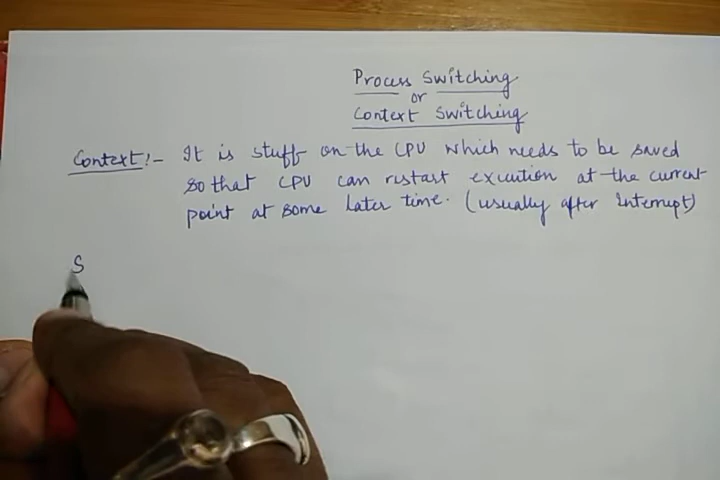 Process Switching
or
Context Switching
Context:- It is stuff on the CPU which needs to be saved
so that CPU can restart execution at the current
point at some later time. (usually after Interrupt)
S